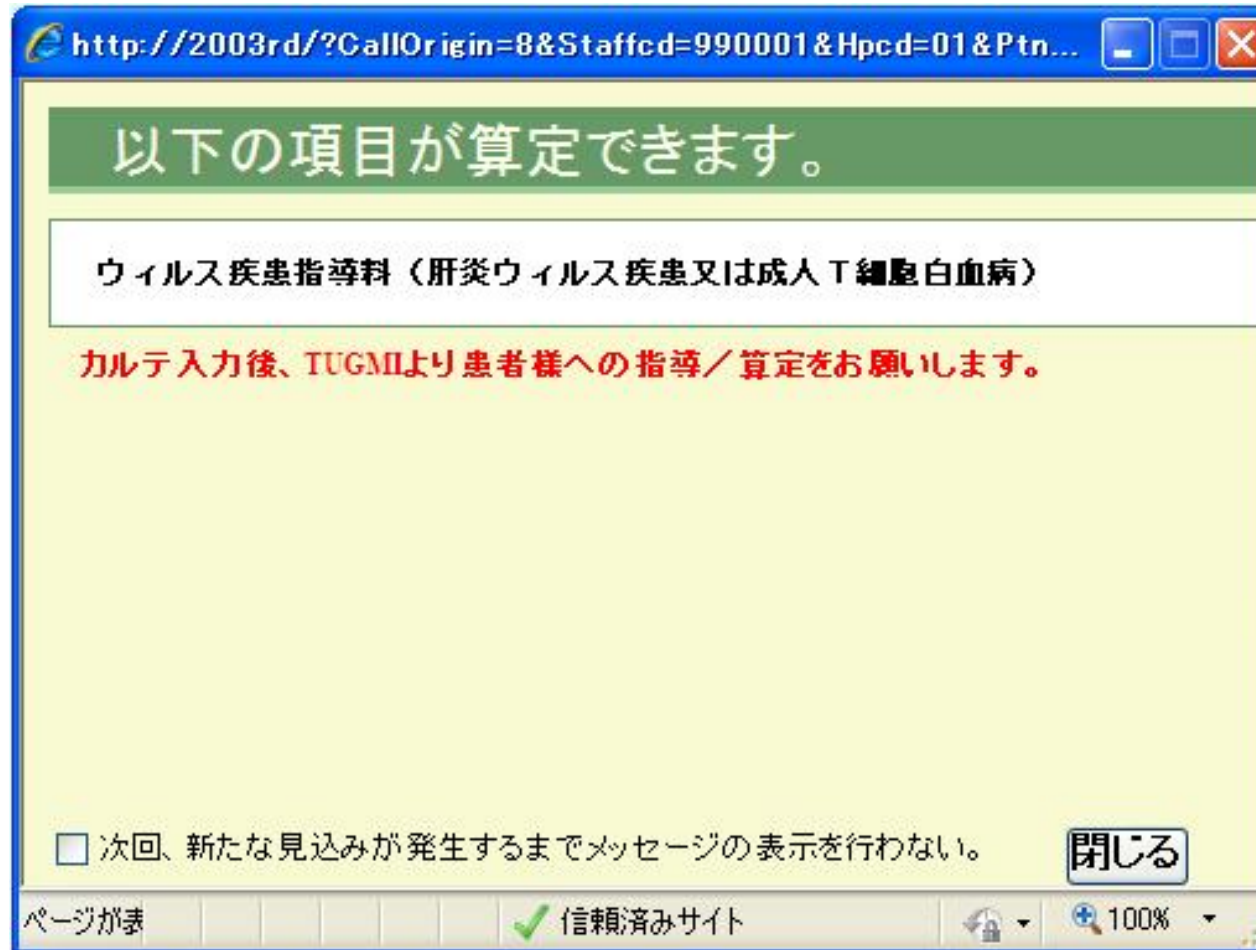 http://2003rd/?CallOrigin=8&Staffcd=990001&Hpcd=01&Ptn...
以下の項目が算定できます。
ウィルス疾患指導料（肝炎ウィルス疾患又は成人Ｔ細胞白血病）
カルテ入力後、TUGMIより患者様への指導／算定をお願いします。
次回、新たな見込みが発生するまでメッセージの表示を行わない。
閉じる
ページが表 信頼済みサイト 100%